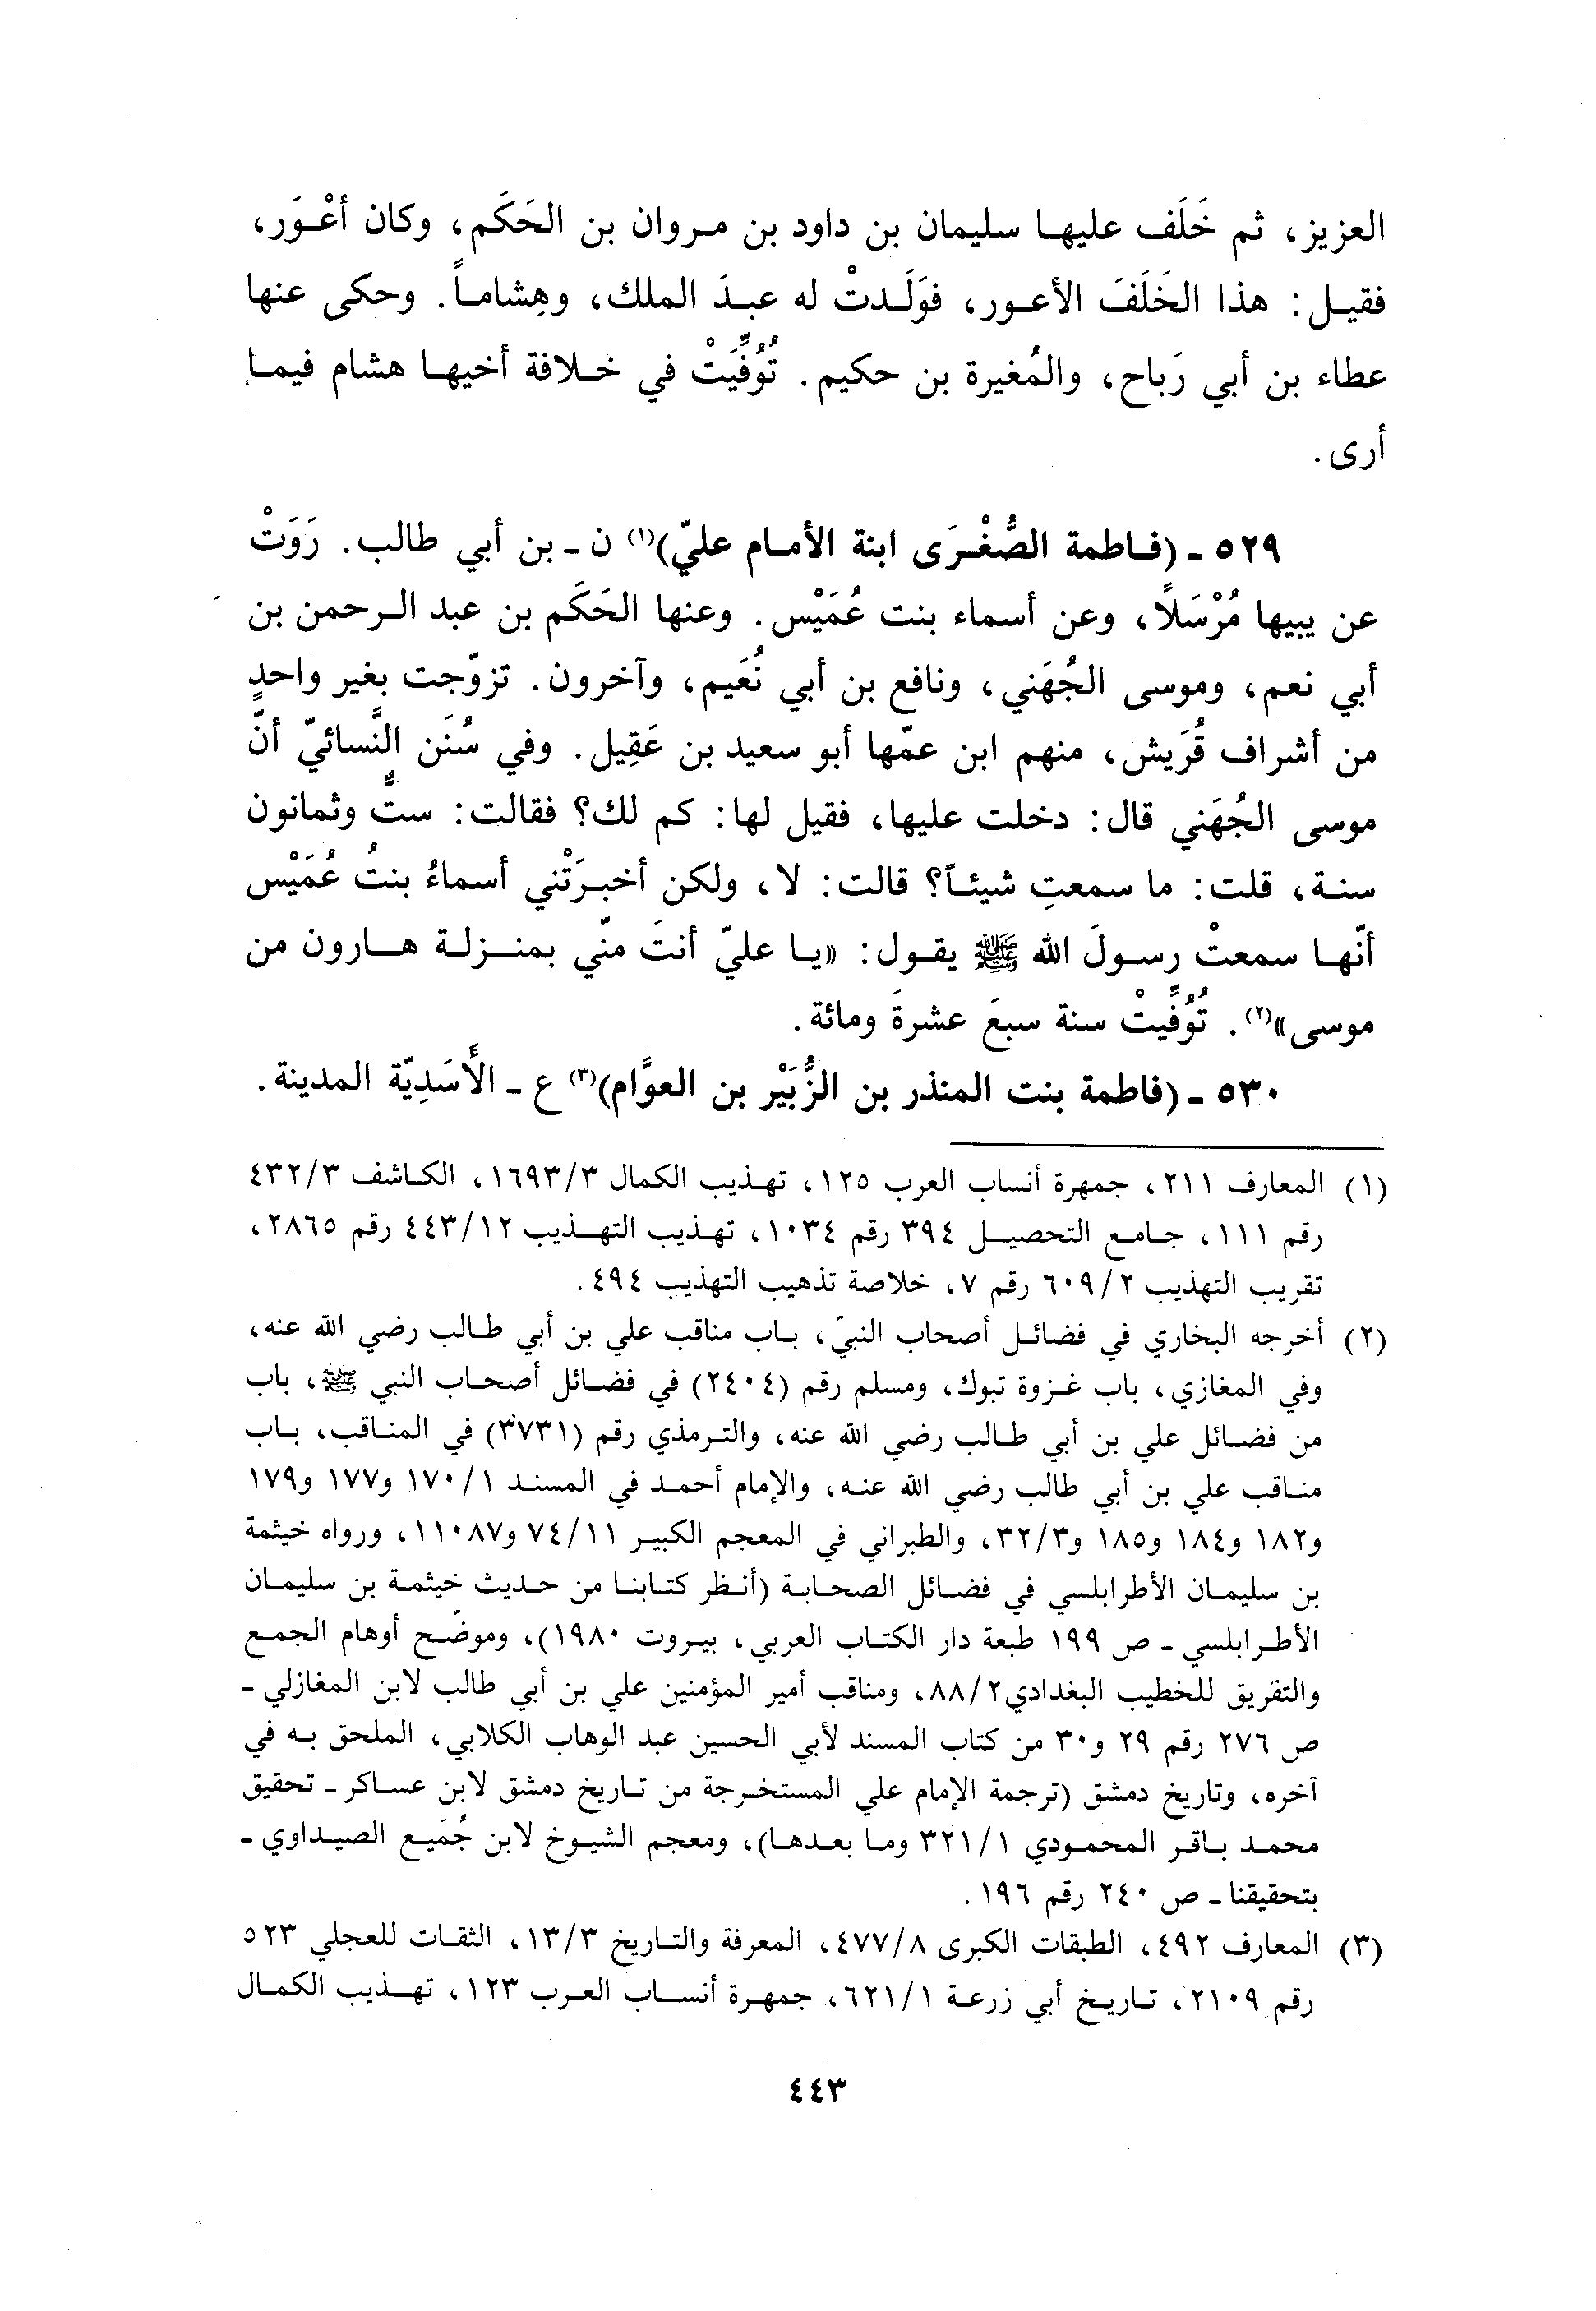 العزيز، ثم خَلَف عليها سليمان بن داود بن مروان بن الحَكَم، وكان أعْوَر،
فقيل: هذا الخَلَفَ الأعور، فوَلَدتْ له عبدَ الملك، وهِشاماً. وحكى عنها
عطاء بن أبي رَباح، والمُغيرة بن حكيم. تُوُفِّيَتْ في خلافة أخيها هشام فيما
أرى.
٥٢٩ - (فاطمة الصُّغْرَى ابنة الأمام عليّ)(١) ن - بن أبي طالب. رَوَتْ
عن يبيها مُرْسَلاً، وعن أسماء بنت عُمَيْس. وعنها الحَكَم بن عبد الرحمن بن
أبي نعم، وموسى الجُهَني، ونافع بن أبي نُعَيم، وآخرون. تزوّجت بغير واحدٍ
من أشراف قُرَيش، منهم ابن عمّها أبو سعيد بن عَقِيل. وفي سُنَن النَّسائيّ أنّ
موسى الجُهَني قال: دخلت عليها، فقيل لها: كم لك؟ فقالت: ستٌّ وثمانون
سنة، قلت: ما سمعتِ شيئاً؟ قالت: لا، ولكن أخبرَتْني أسماءُ بنتُ عُمَيْس
أنّها سمعتْ رسولَ الله ﷺ يقول: «يا عليّ أنتَ منّي بمنزلة هارون من
موسى»(٢). تُوُفِّيتْ سنة سبعَ عشرةَ ومائة.
٥٣٠ - (فاطمة بنت المنذر بن الزُّبَيْر بن العوَّام)(٣) ع - الأَسَدِيّة المدينة.
(١) المعارف ٢١١، جمهرة أنساب العرب ١٢٥، تهذيب الكمال ١٦٩٣/٣، الكاشف ٤٣٢/٣
رقم ١١١، جامع التحصيل ٣٩٤ رقم ١٠٣٤، تهذيب التهذيب ٤٤٣/١٢ رقم ٢٨٦٥،
تقريب التهذيب ٦٠٩/٢ رقم ٧، خلاصة تذهيب التهذيب ٤٩٤.
(٢) أخرجه البخاري في فضائل أصحاب النبيّ، باب مناقب علي بن أبي طالب رضي الله عنه،
وفي المغازي، باب غزوة تبوك، ومسلم رقم (٢٤٠٤) في فضائل أصحاب النبي ﷺ، باب
من فضائل علي بن أبي طالب رضي الله عنه، والترمذي رقم (٣٧٣١) في المناقب، باب
مناقب علي بن أبي طالب رضي الله عنه، والإمام أحمد في المسند ١٧٠/١ و١٧٧ و١٧٩
و١٨٢ و١٨٤ و١٨٥ و٣٢/٣، والطبراني في المعجم الكبير ٧٤/١١ و١١٠٨٧، ورواه خيثمة
بن سليمان الأطرابلسي في فضائل الصحابة (أنظر كتابنا من حديث خيثمة بن سليمان
الأطرابلسي - ص ١٩٩ طبعة دار الكتاب العربي، بيروت ١٩٨٠)، وموضّح أوهام الجمع
والتفريق للخطيب البغدادي٨٨/٢، ومناقب أمير المؤمنين علي بن أبي طالب لابن المغازلي -
ص ٢٧٦ رقم ٢٩ و٣٠ من كتاب المسند لأبي الحسين عبد الوهاب الكلابي، الملحق به في
آخره، وتاريخ دمشق (ترجمة الإمام علي المستخرجة من تاريخ دمشق لابن عساكر - تحقيق
محمد باقر المحمودي ٣٢١/١ وما بعدها)، ومعجم الشيوخ لابن جُمَيع الصيداوي -
بتحقيقنا - ص ٢٤٠ رقم ١٩٦.
(٣) المعارف ٤٩٢، الطبقات الكبرى ٤٧٧/٨، المعرفة والتاريخ ١٣/٣، الثقات للعجلي ٥٢٣
رقم ٢١٠٩، تاريخ أبي زرعة ٦٢١/١، جمهرة أنساب العرب ١٢٣، تهذيب الكمال
٤٤٣